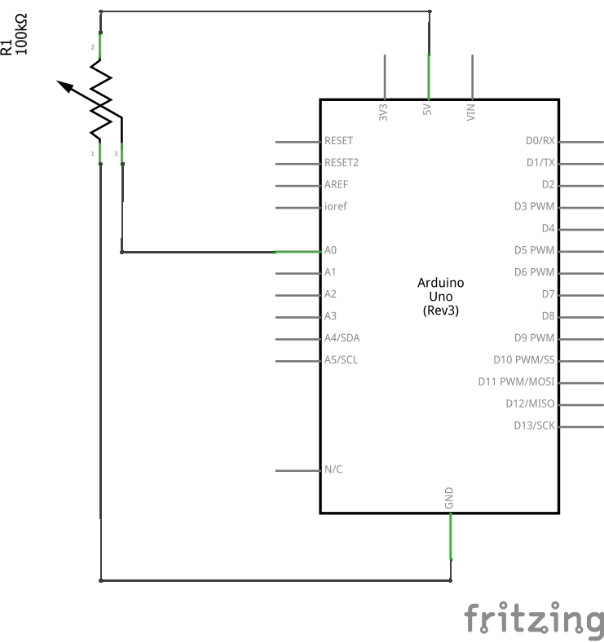 R1
100kΩ
2
1
3
3V3
5V
VIN
RESET
RESET2
AREF
ioref
A0
A1
A2
A3
A4/SDA
A5/SCL
N/C
Arduino
Uno
(Rev3)
D0/RX
D1/TX
D2
D3 PWM
D4
D5 PWM
D6 PWM
D7
D8
D9 PWM
D10 PWM/SS
D11 PWM/MOSI
D12/MISO
D13/SCK
GND
fritzing